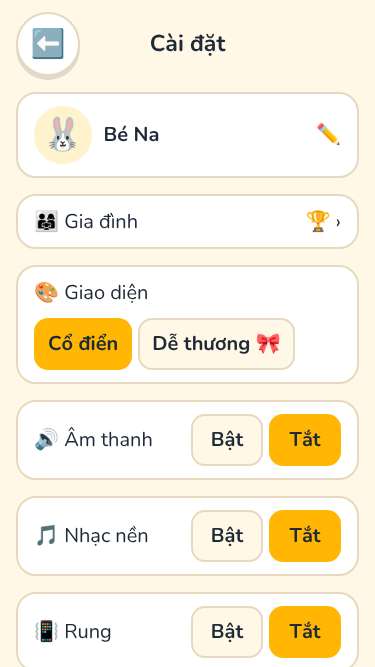 Cài đặt
Bé Na
Gia đình
Giao diện
Cổ điển Dễ thương
Âm thanh Bật Tắt
Nhạc nền Bật Tắt
Rung Bật Tắt